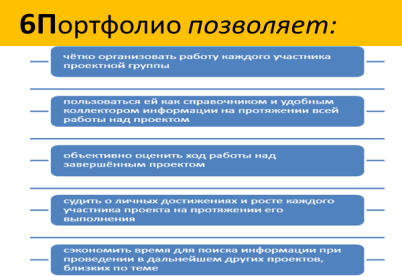 6Портфолио позволяет:
чётко организовать работу каждого участника
проектной группы
пользоваться ей как справочником и удобным
коллектором информации на протяжении всей
работы над проектом
объективно оценить ход работы над
завершённым проектом
судить о личных достижениях и росте каждого
участника проекта на протяжении его
выполнения
сэкономить время для поиска информации при
проведении в дальнейшем других проектов,
близких по теме